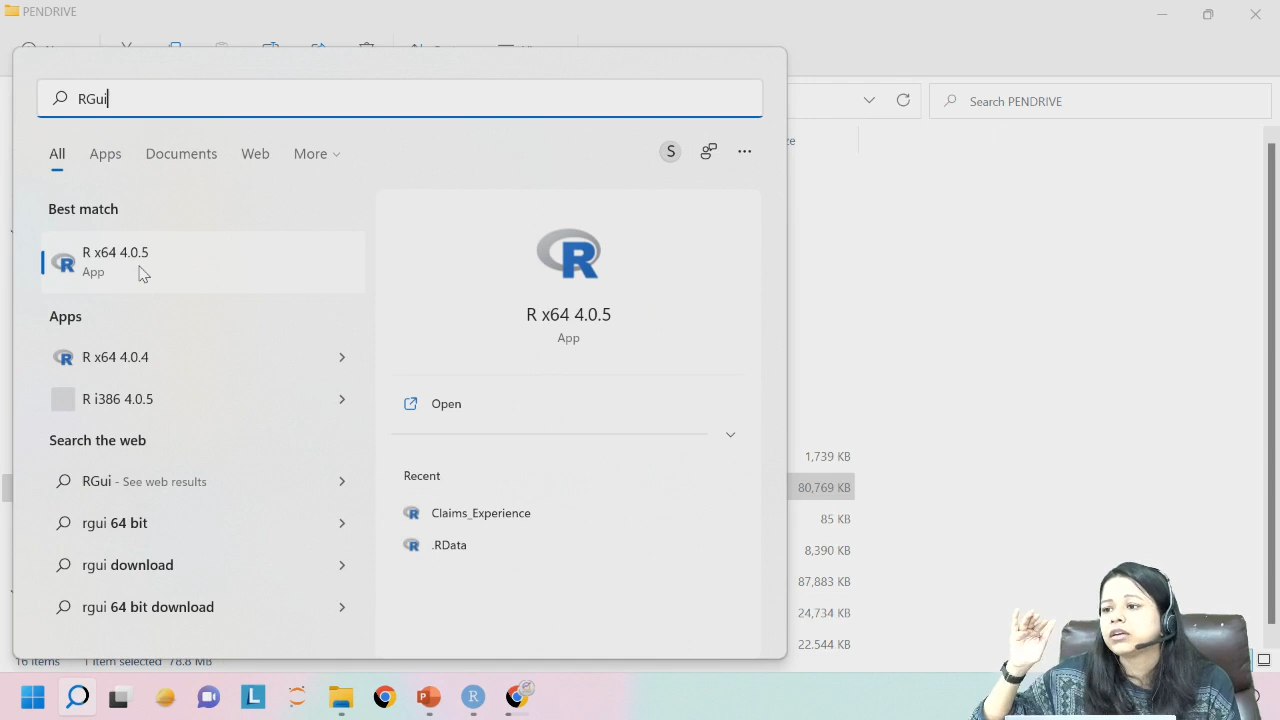 PENDRIVE
RGui
Search PENDRIVE
All Apps Documents Web More
S
ze
Best match
R x64 4.0.5
App
Apps
R x64 4.0.4
R i386 4.0.5
Search the web
RGui - See web results
rgui 64 bit
rgui download
rgui 64 bit download
R x64 4.0.5
App
Open
Recent
Claims_Experience
.RData
1,739 KB
80,769 KB
85 KB
8,390 KB
87,883 KB
24,734 KB
22,544 KB
16 items 1 item selected 78.8 MB